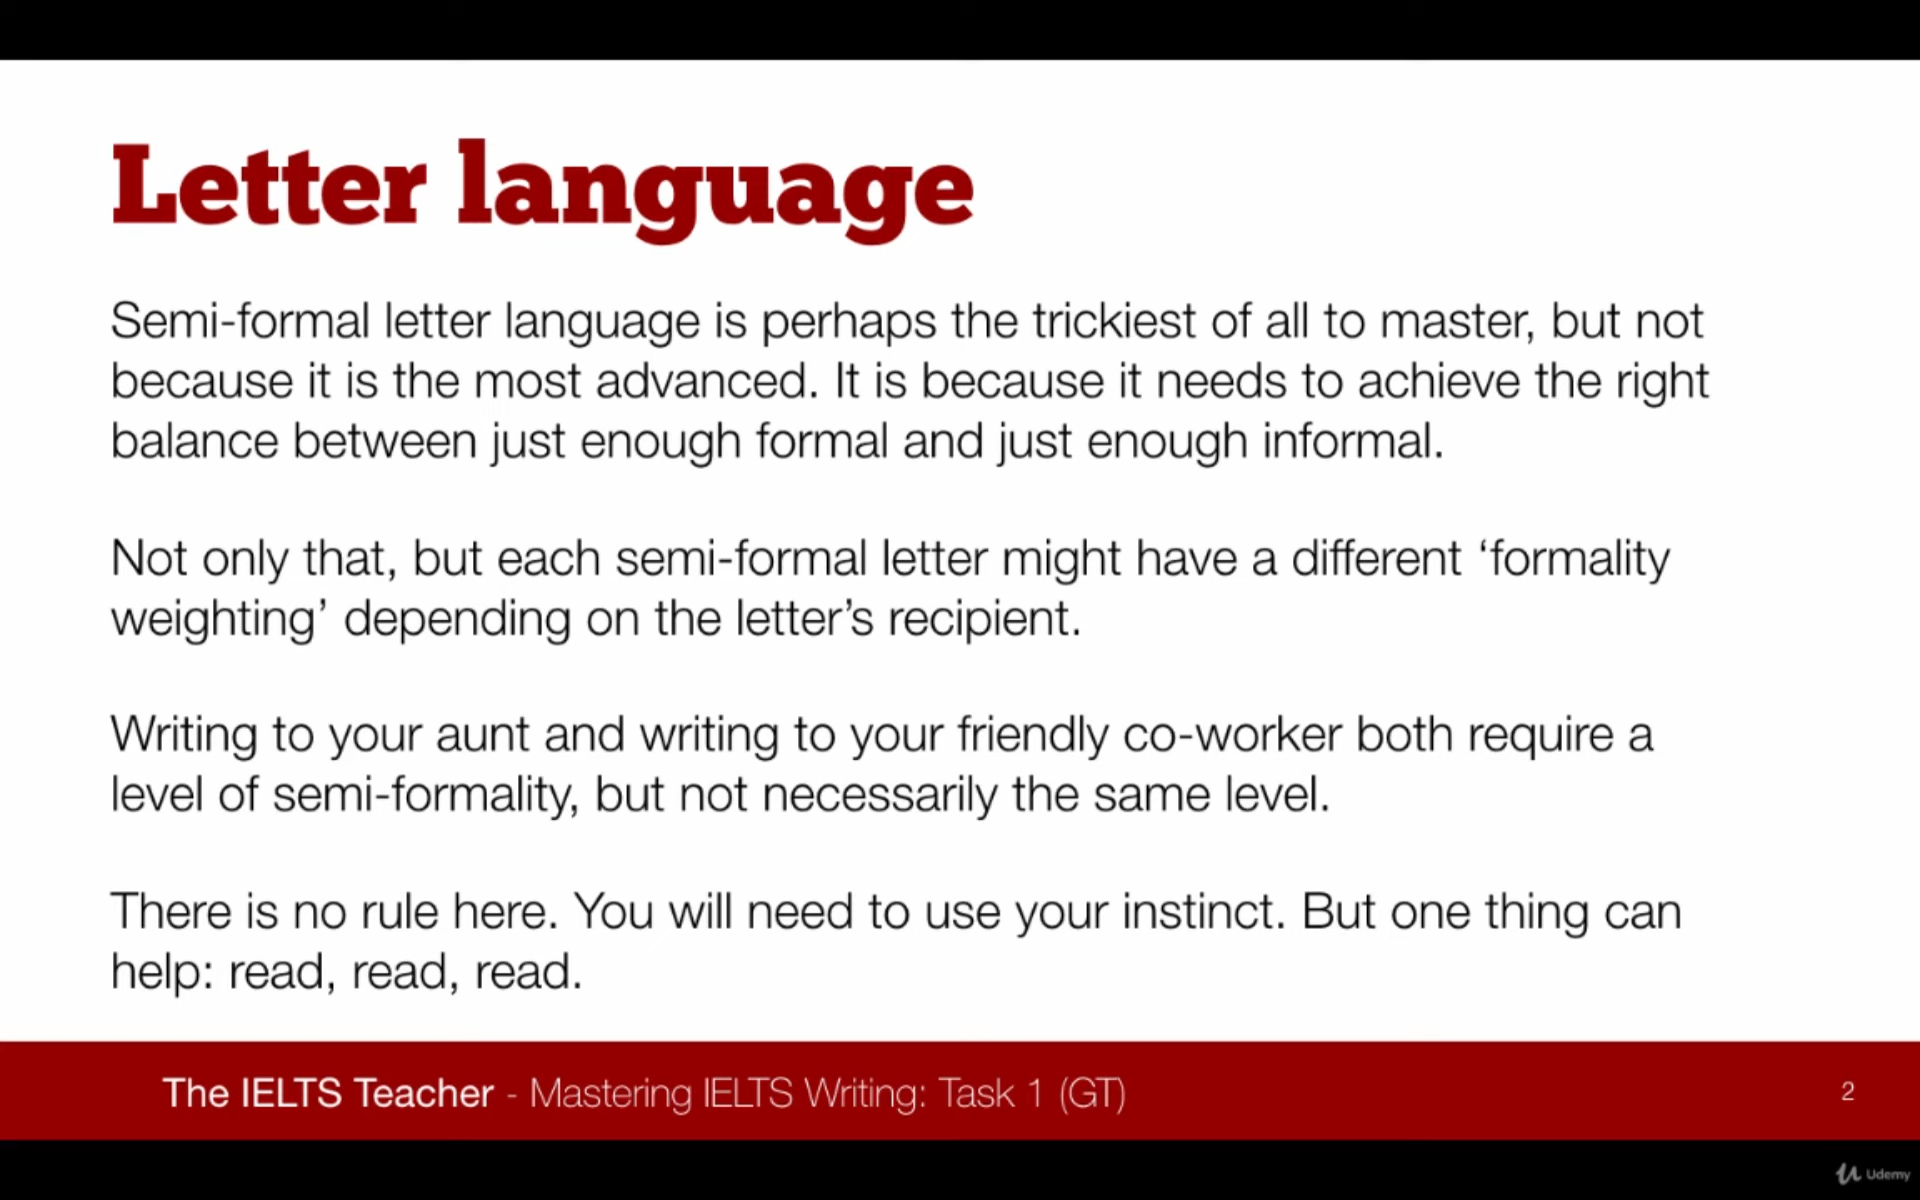 Letter language
Semi-formal letter language is perhaps the trickiest of all to master, but not
because it is the most advanced. It is because it needs to achieve the right
balance between just enough formal and just enough informal.
Not only that, but each semi-formal letter might have a different ‘formality
weighting’ depending on the letter’s recipient.
Writing to your aunt and writing to your friendly co-worker both require a
level of semi-formality, but not necessarily the same level.
There is no rule here. You will need to use your instinct. But one thing can
help: read, read, read.
The IELTS Teacher - Mastering IELTS Writing: Task 1 (GT)
2
Udemy